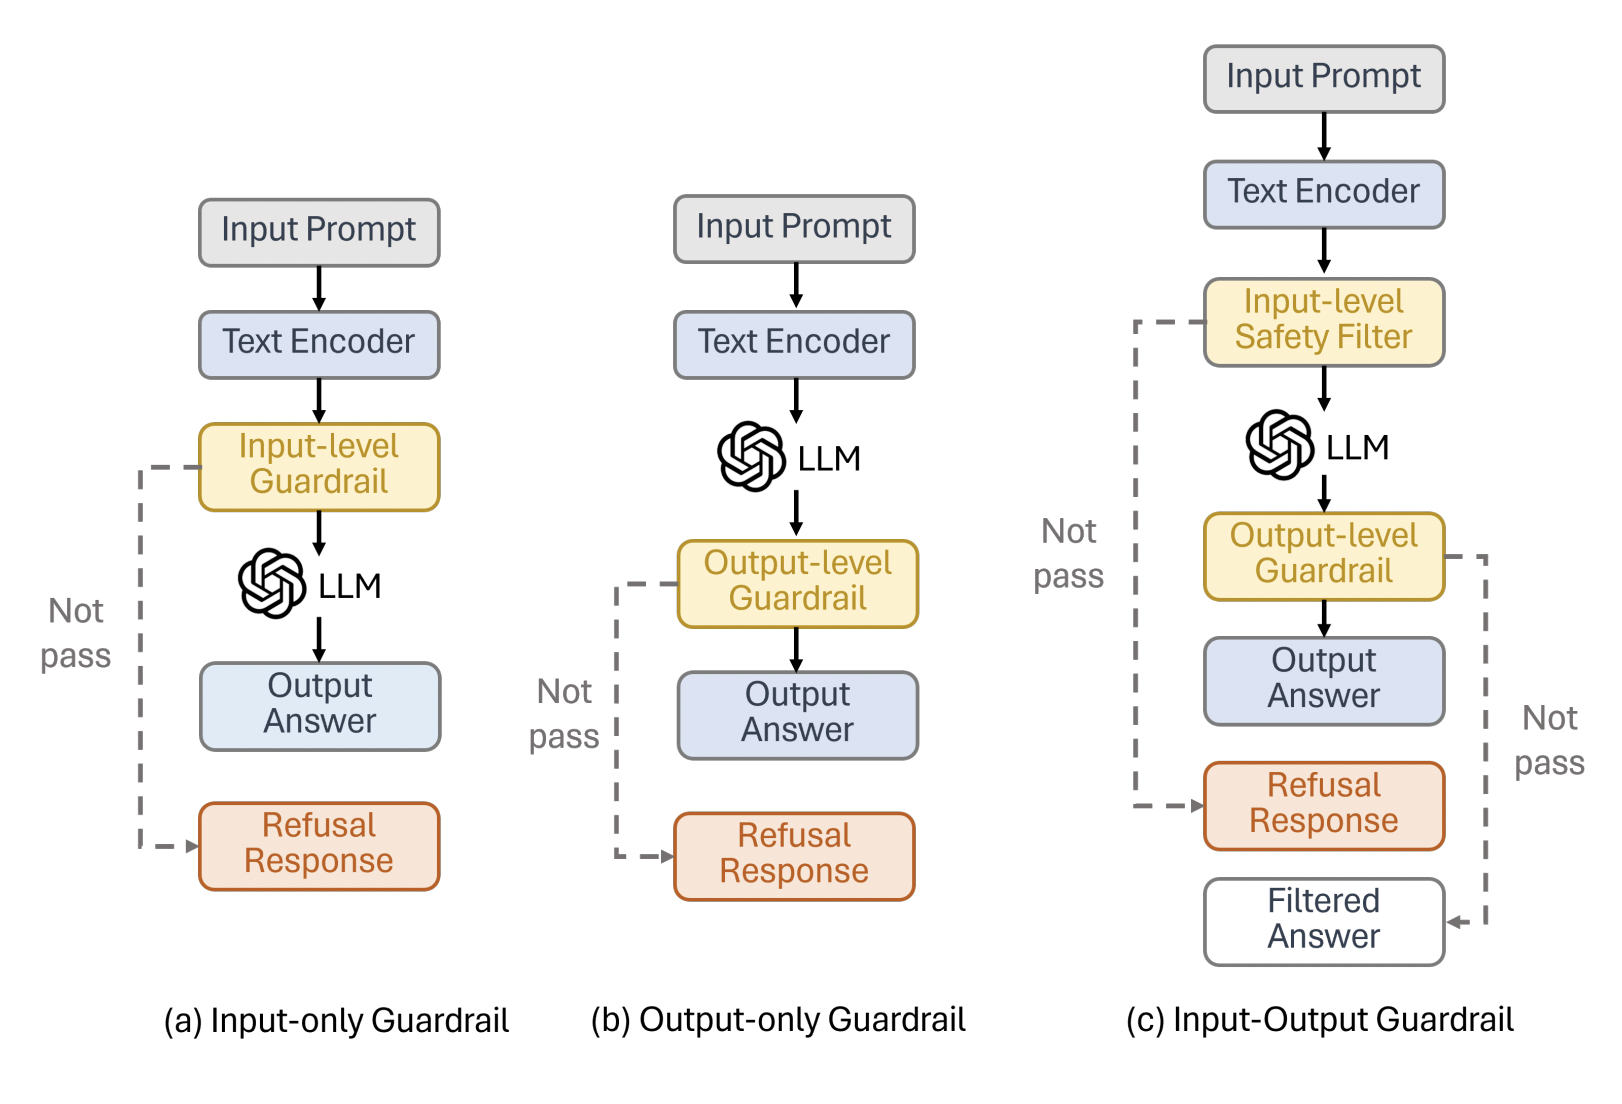 Input Prompt
Text Encoder
Input-level
Guardrail
LLM
Not
pass
Output
Answer
Refusal
Response
(a) Input-only Guardrail
Input Prompt
Text Encoder
LLM
Output-level
Guardrail
Not
pass
Output
Answer
Refusal
Response
(b) Output-only Guardrail
Input Prompt
Text Encoder
Input-level
Safety Filter
LLM
Not
pass
Output-level
Guardrail
Output
Answer
Not
pass
Refusal
Response
Filtered
Answer
(c) Input-Output Guardrail